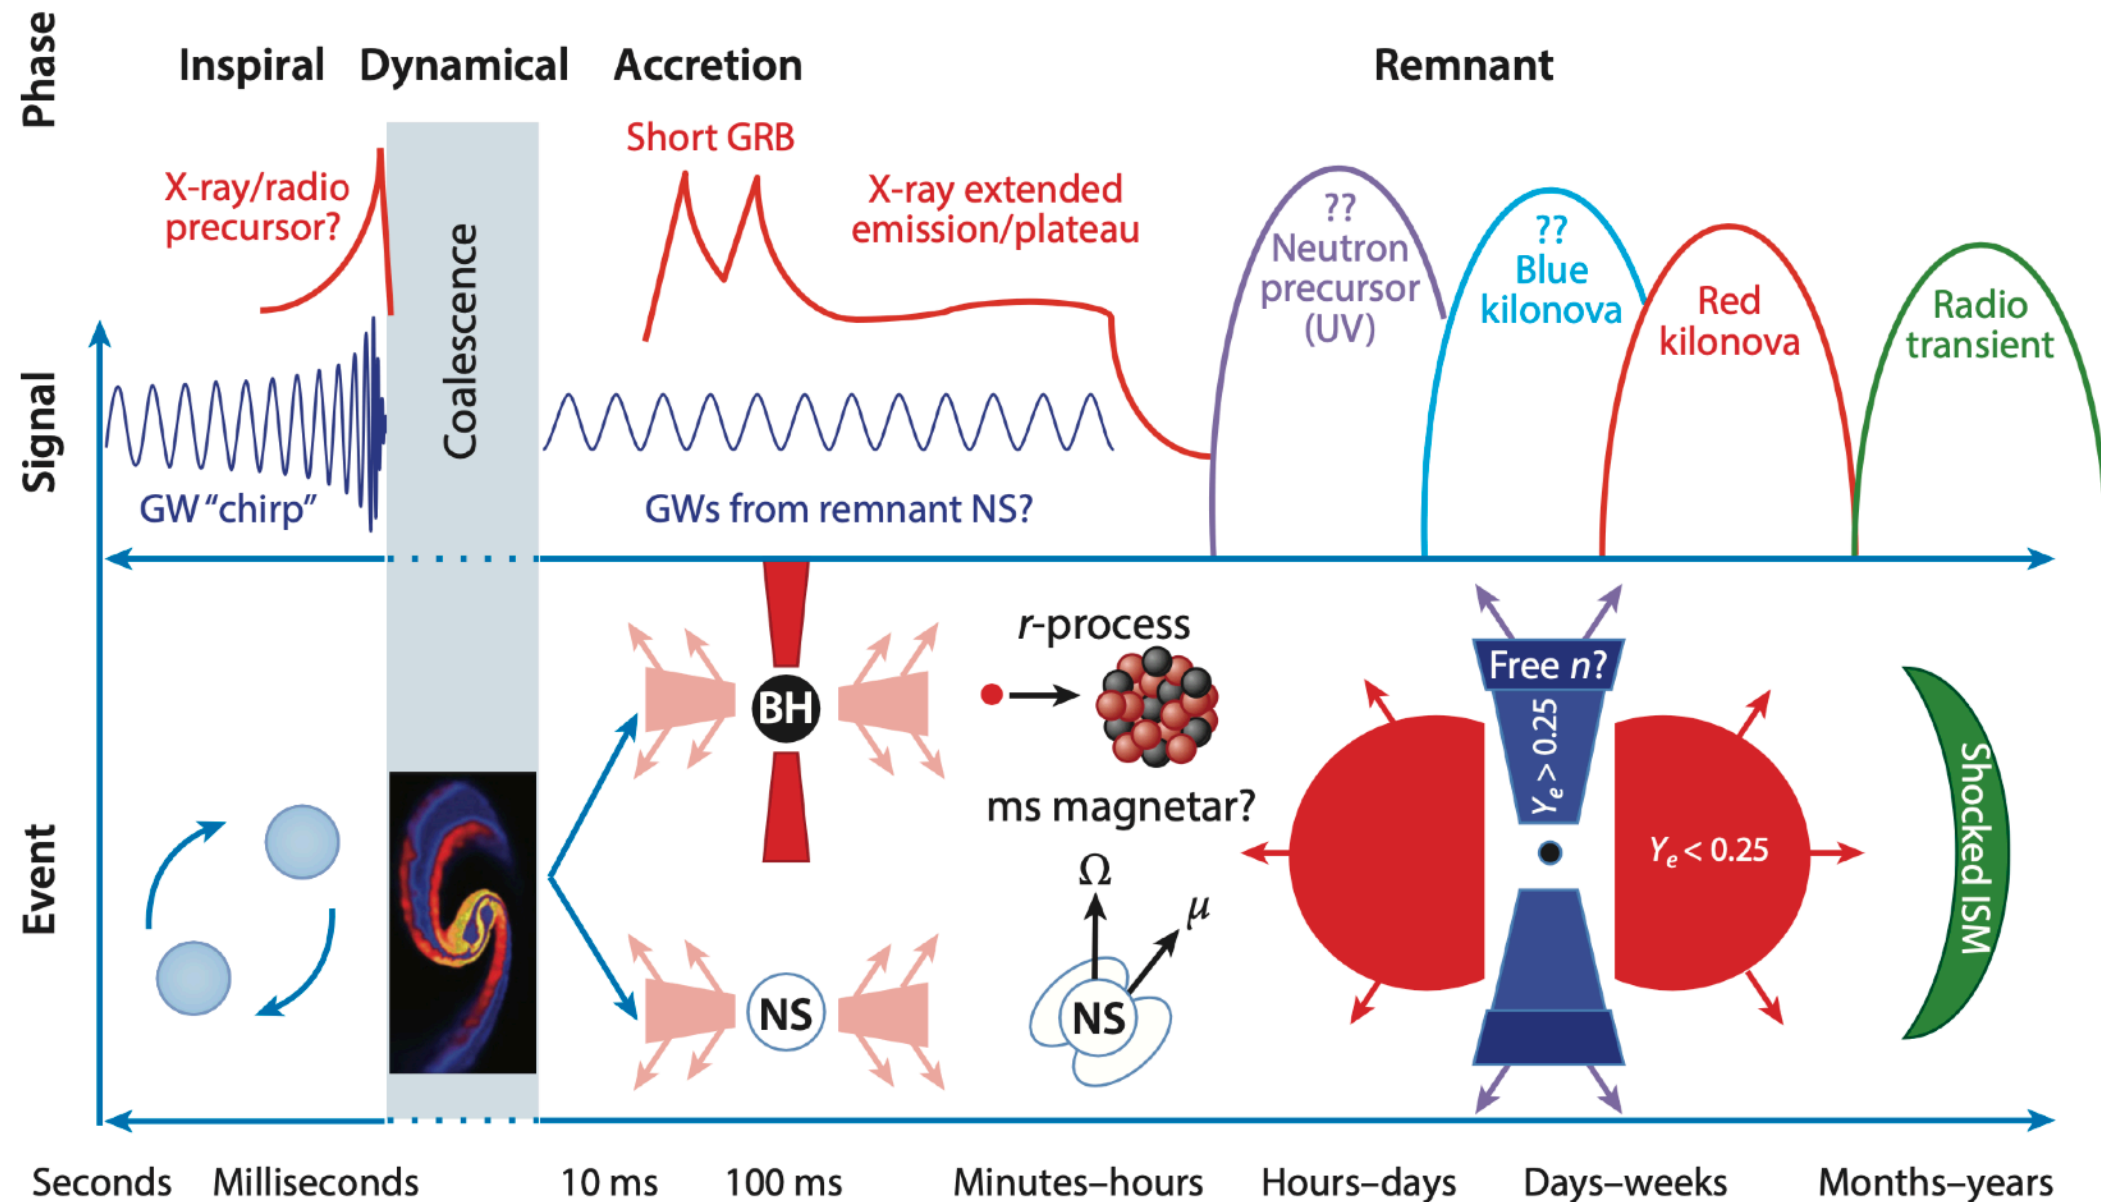 Phase
Inspiral
Dynamical
Accretion
Remnant
Signal
X-ray/radio
precursor?
Short GRB
X-ray extended
emission/plateau
??
Neutron
precursor
(UV)
??
Blue
kilonova
Red
kilonova
Radio
transient
Coalescence
GW “chirp”
GWs from remnant NS?
Event
BH
r-process
ms magnetar?
Ω
μ
NS
NS
Free n?
Ye > 0.25
Ye < 0.25
Shocked ISM
Seconds
Milliseconds
10 ms
100 ms
Minutes–hours
Hours–days
Days–weeks
Months–years